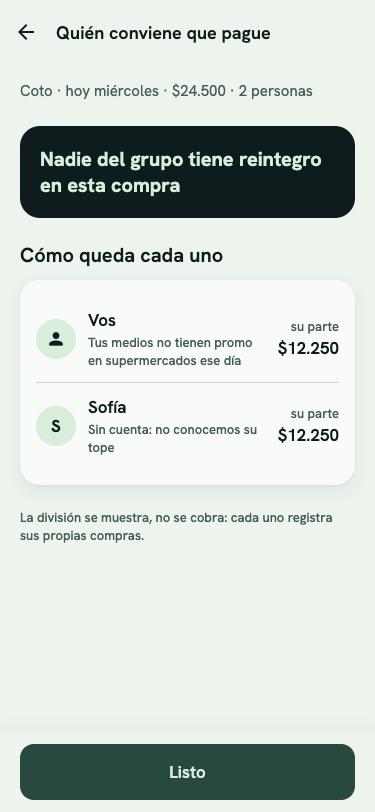 Quién conviene que pague
Coto · hoy miércoles · $24.500 · 2 personas
Nadie del grupo tiene reintegro
en esta compra
Cómo queda cada uno
Vos
Tus medios no tienen promo
en supermercados ese día
su parte
$12.250
S
Sofía
Sin cuenta: no conocemos su
tope
su parte
$12.250
La división se muestra, no se cobra: cada uno registra
sus propias compras.
Listo